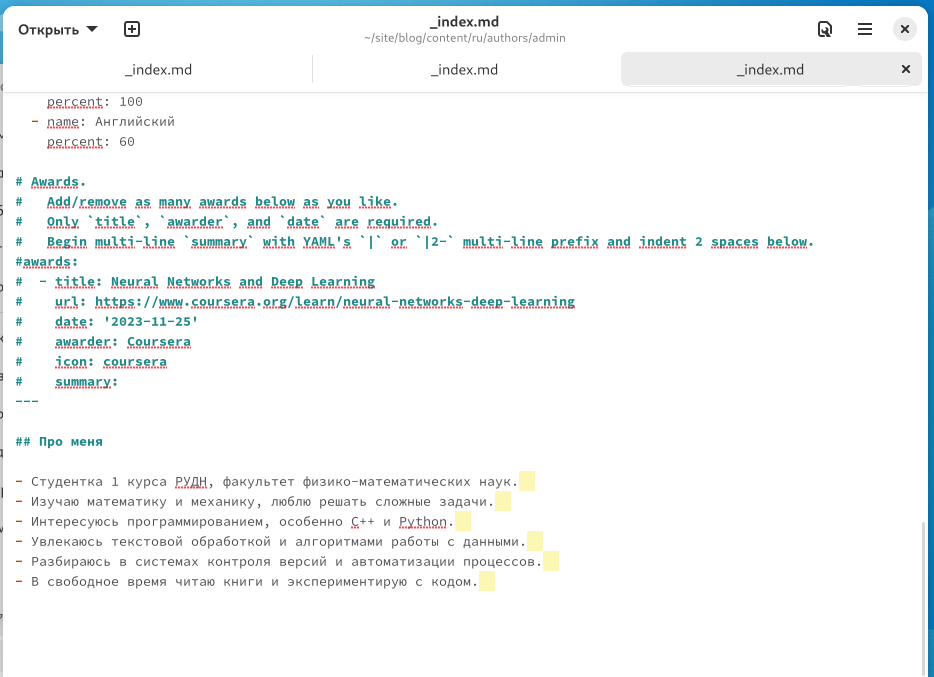 Открыть
_index.md
~/site/blog/content/ru/authors/admin
_index.md
_index.md
_index.md
percent: 100
- name: Английский
percent: 60
# Awards.
#   Add/remove as many awards below as you like.
#   Only `title`, `awarder`, and `date` are required.
#   Begin multi-line `summary` with YAML's `|` or `|2-` multi-line prefix and indent 2 spaces below.
#awards:
#  - title: Neural Networks and Deep Learning
#    url: https://www.coursera.org/learn/neural-networks-deep-learning
#    date: '2023-11-25'
#    awarder: Coursera
#    icon: coursera
#    summary:
---
## Про меня
- Студентка 1 курса РУДН, факультет физико-математических наук.
- Изучаю математику и механику, люблю решать сложные задачи.
- Интересуюсь программированием, особенно C++ и Python.
- Увлекаюсь текстовой обработкой и алгоритмами работы с данными.
- Разбираюсь в системах контроля версий и автоматизации процессов.
- В свободное время читаю книги и экспериментирую с кодом.